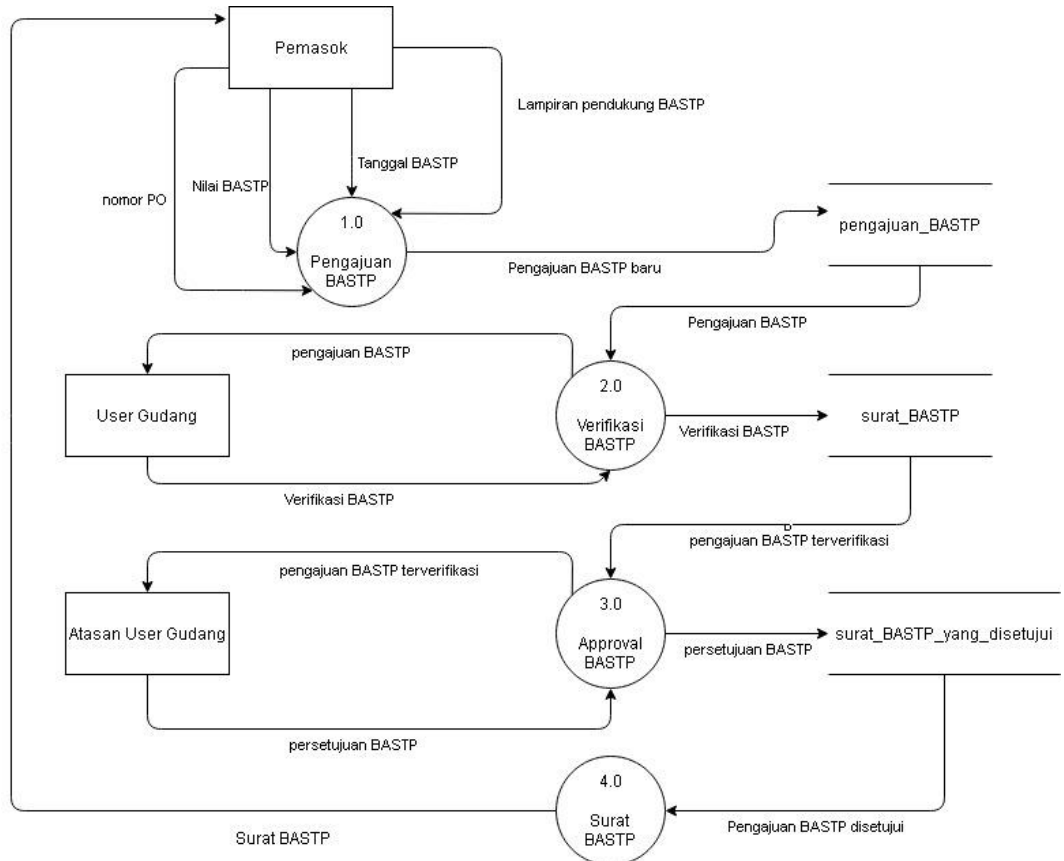 Pemasok
Lampiran pendukung BASTP
Tanggal BASTP
Nilai BASTP
nomor PO
1.0
Pengajuan
BASTP
pengajuan_BASTP
Pengajuan BASTP baru
Pengajuan BASTP
pengajuan BASTP
2.0
Verifikasi
BASTP
User Gudang
surat_BASTP
Verifikasi BASTP
Verifikasi BASTP
pengajuan BASTP terverifikasi
pengajuan BASTP terverifikasi
3.0
Approval
BASTP
Atasan User Gudang
surat_BASTP_yang_disetujui
persetujuan BASTP
persetujuan BASTP
4.0
Surat
BASTP
Pengajuan BASTP disetujui
Surat BASTP